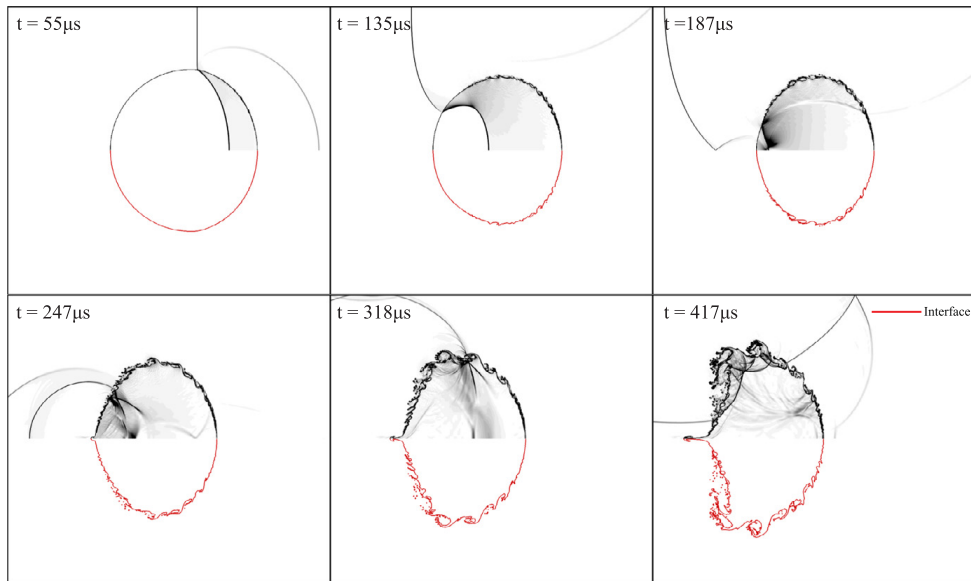 t = 55μs
t = 135μs
t = 187μs
t = 247μs
t = 318μs
t = 417μs
Interface